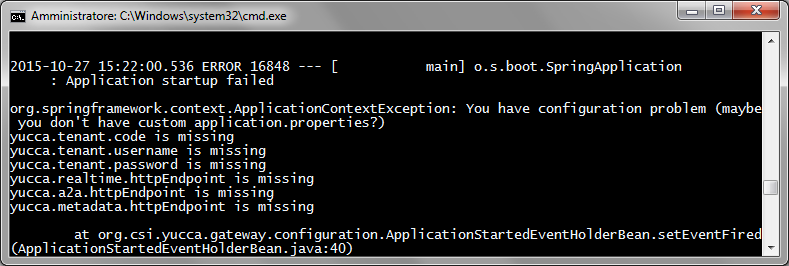 Amministratore: C:\Windows\system32\cmd.exe
2015-10-27 15:22:00.536 ERROR 16848 --- [           main] o.s.boot.SpringApplication
     : Application startup failed
org.springframework.context.ApplicationContextException: You have configuration problem (maybe
 you don't have custom application.properties?)
yucca.tenant.code is missing
yucca.tenant.username is missing
yucca.tenant.password is missing
yucca.realtime.httpEndpoint is missing
yucca.a2a.httpEndpoint is missing
yucca.metadata.httpEndpoint is missing
        at org.csi.yucca.gateway.configuration.ApplicationStartedEventHolderBean.setEventFired
(ApplicationStartedEventHolderBean.java:40)